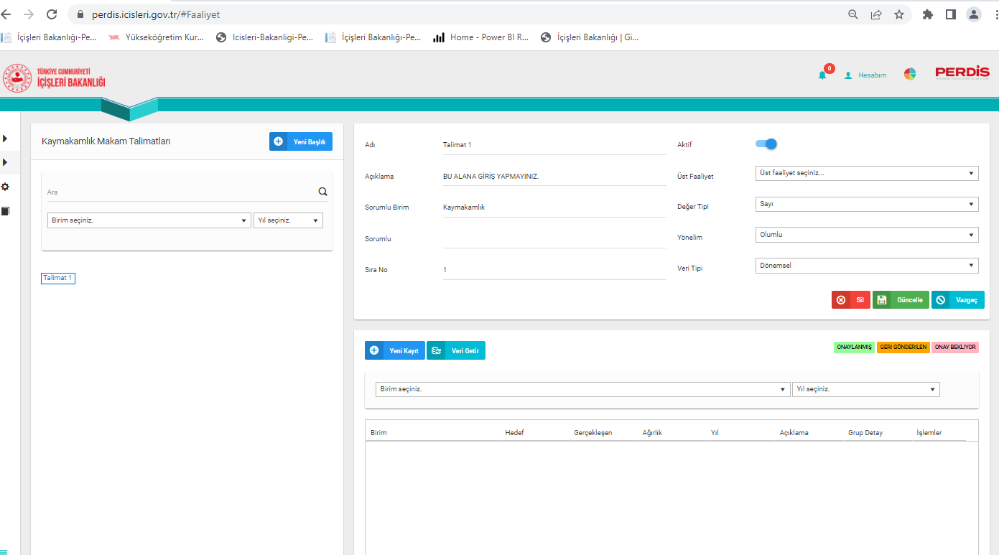 perdis.icisleri.gov.tr/#Faaliyet
İçişleri Bakanlığı-Pe...
Yükseköğretim Kur...
Icisleri-Bakanligi-Pe...
İçişleri Bakanlığı-Pe...
Home - Power BI R...
İçişleri Bakanlığı | Gi...
TÜRKİYE CUMHURİYETİ
İÇİŞLERİ BAKANLIĞI
0
Hesabım
PERDİS
Kaymakamlık Makam Talimatları
Yeni Başlık
Ara
Birim seçiniz.
Yıl seçiniz.
Talimat 1
Adı
Talimat 1
Aktif
Açıklama
BU ALANA GİRİŞ YAPMAYINIZ.
Üst Faaliyet
Üst faaliyet seçiniz...
Sorumlu Birim
Kaymakamlık
Değer Tipi
Sayı
Sorumlu
Yönelim
Olumlu
Sıra No
1
Veri Tipi
Dönemsel
Sil
Güncelle
Vazgeç
Yeni Kayıt
Veri Getir
ONAYLANMIŞ
GERİ GÖNDERİLEN
ONAY BEKLIYOR
Birim seçiniz.
Yıl seçiniz.
Birim
Hedef
Gerçekleşen
Ağırlık
Yıl
Açıklama
Grup Detay
İşlemler